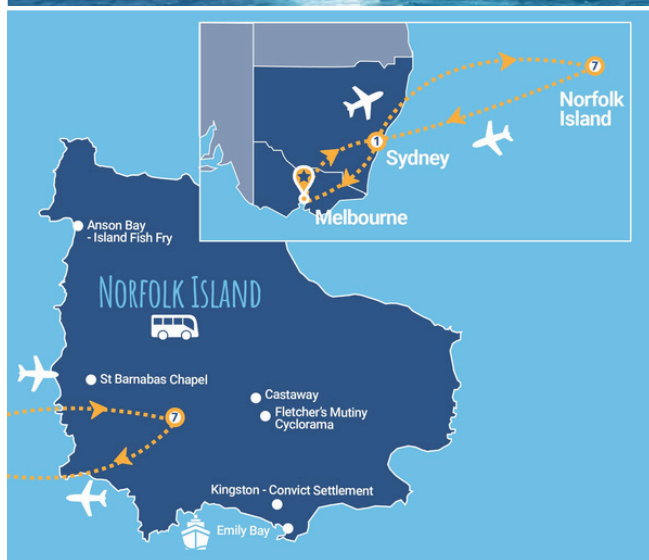 7
Norfolk
Island
1
Sydney
Melbourne
Anson Bay
- Island Fish Fry
NORFOLK ISLAND
St Barnabas Chapel
Castaway
7
Fletcher's Mutiny
Cyclorama
Kingston - Convict Settlement
Emily Bay